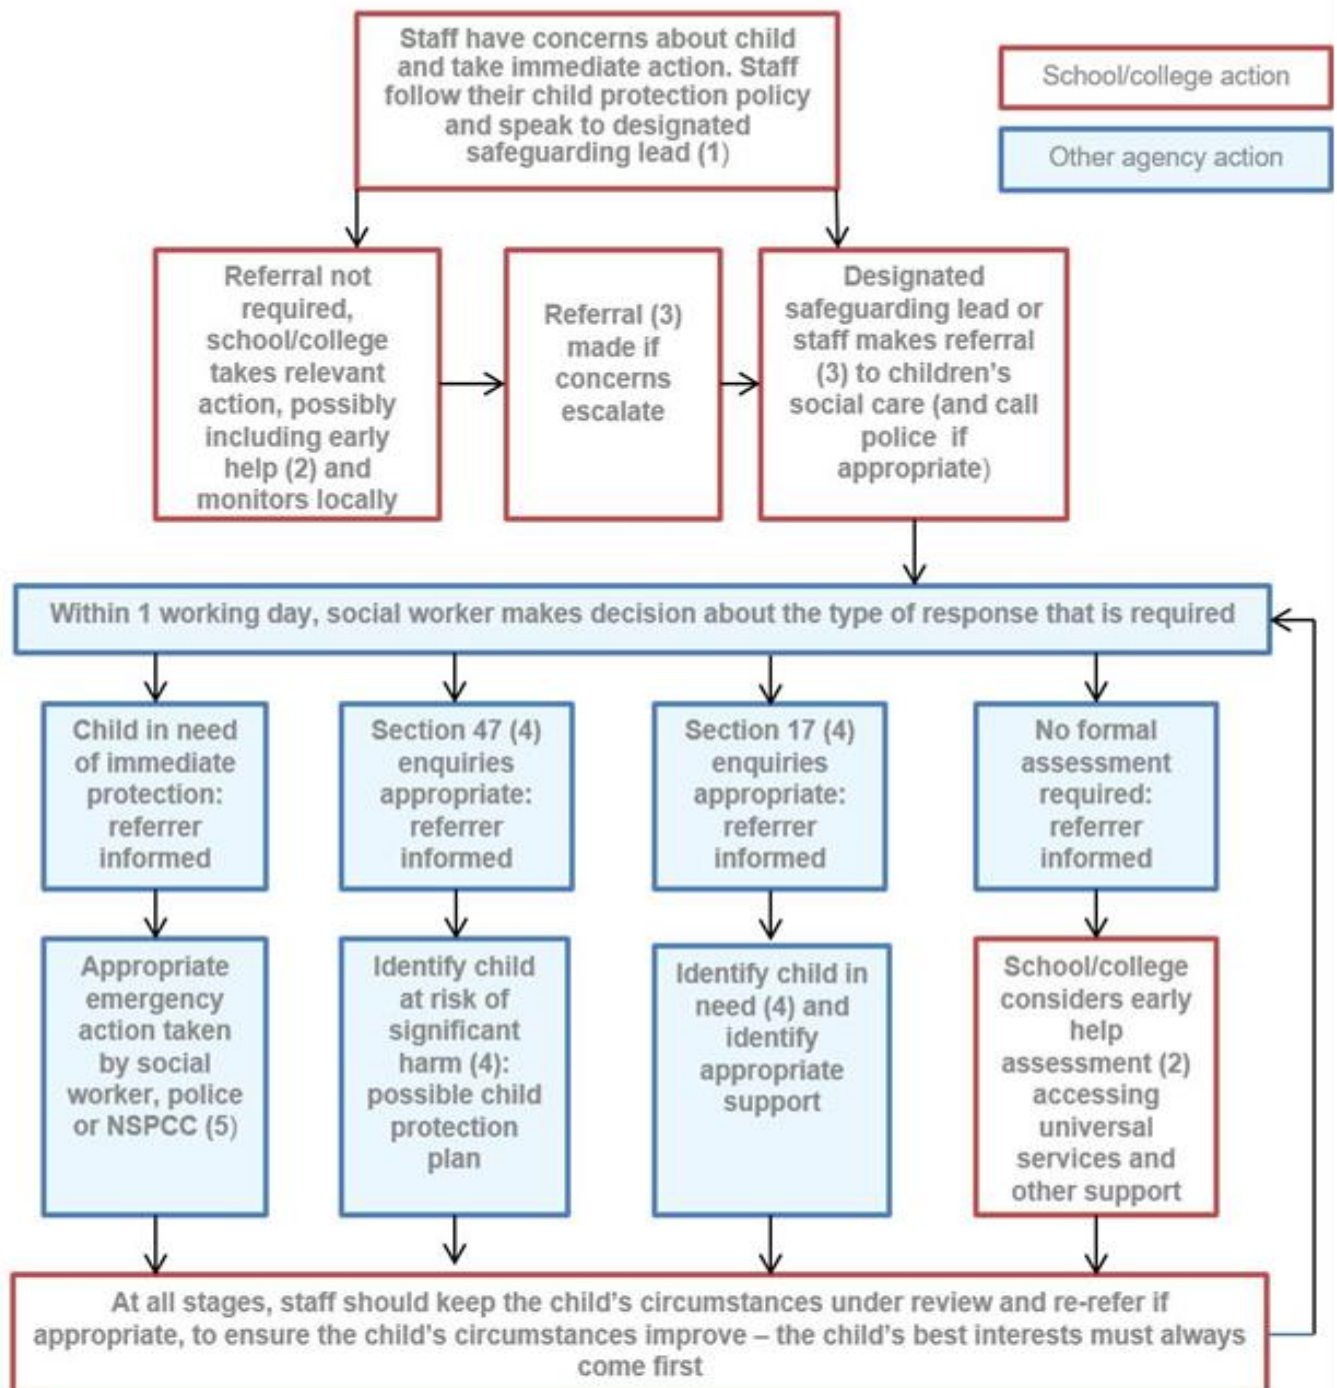 Staff have concerns about child
and take immediate action. Staff
follow their child protection policy
and speak to designated
safeguarding lead (1)
School/college action
Other agency action
Referral not
required,
school/college
takes relevant
action, possibly
including early
help (2) and
monitors locally
Referral (3)
made if
concerns
escalate
Designated
safeguarding lead or
staff makes referral
(3) to children's
social care (and call
police if
appropriate)
Within 1 working day, social worker makes decision about the type of response that is required
Child in need
of immediate
protection:
referrer
informed
Section 47 (4)
enquiries
appropriate:
referrer
informed
Section 17 (4)
enquiries
appropriate:
referrer
informed
No formal
assessment
required:
referrer
informed
Appropriate
emergency
action taken
by social
worker, police
or NSPCC (5)
Identify child
at risk of
significant
harm (4):
possible child
protection
plan
Identify child in
need (4) and
identify
appropriate
support
School/college
considers early
help
assessment (2)
accessing
universal
services and
other support
At all stages, staff should keep the child's circumstances under review and re-refer if
appropriate, to ensure the child's circumstances improve – the child's best interests must always
come first